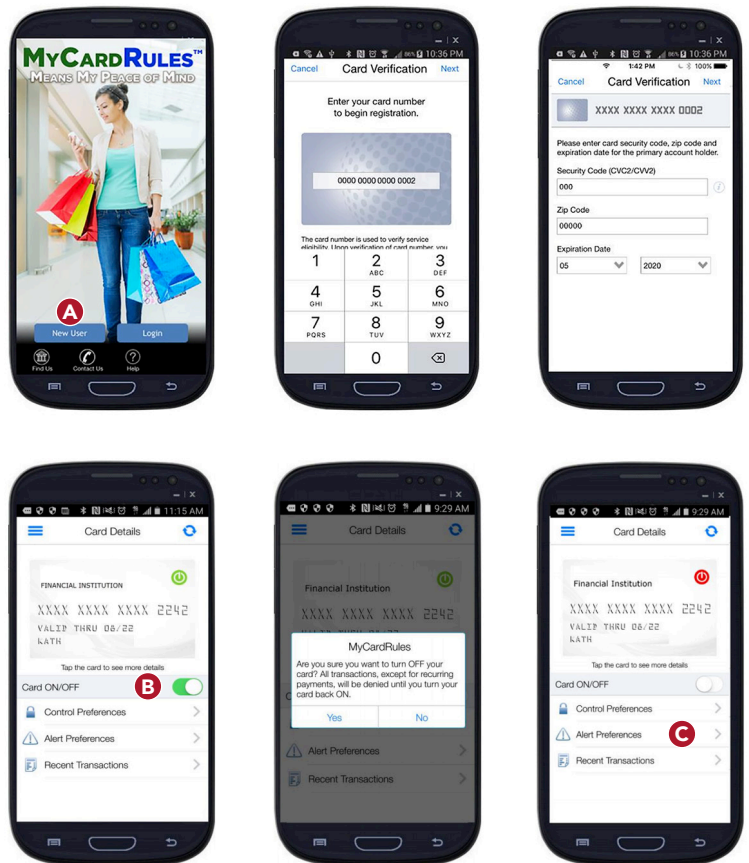 MYCARDRULES™
MEANS MY PEACE OF MIND
A
New User
Login
Find Us
Contact Us
Help
86% 10:36 PM
Cancel
Card Verification
Next
Enter your card number
to begin registration.
0000 0000 0000 0002
The card number is used to verify service
eligibility. Upon verification of card number, you
1
2
ABC
3
DEF
4
GHI
5
JKL
6
MNO
7
PQRS
8
TUV
9
WXYZ
0
86% 10:36 PM
1:42 PM
100%
Cancel
Card Verification
Next
XXXX XXXX XXXX 0002
Please enter card security code, zip code and
expiration date for the primary account holder.
Security Code (CVC2/CVV2)
000
Zip Code
00000
Expiration Date
05
2020
11:15 AM
Card Details
FINANCIAL INSTITUTION
XXXX XXXX XXXX 2242
VALID THRU 08/22
KATH
Tap the card to see more details
Card ON/OFF
B
Control Preferences
Alert Preferences
Recent Transactions
9:29 AM
Card Details
Financial Institution
XXXX XXXX XXXX 2242
MyCardRules
Are you sure you want to turn OFF your
card? All transactions, except for recurring
payments, will be denied until you turn your
card back ON.
Yes
No
Alert Preferences
Recent Transactions
9:29 AM
Card Details
Financial Institution
XXXX XXXX XXXX 2242
VALID THRU 08/22
KATH
Tap the card to see more details
Card ON/OFF
Control Preferences
Alert Preferences
C
Recent Transactions